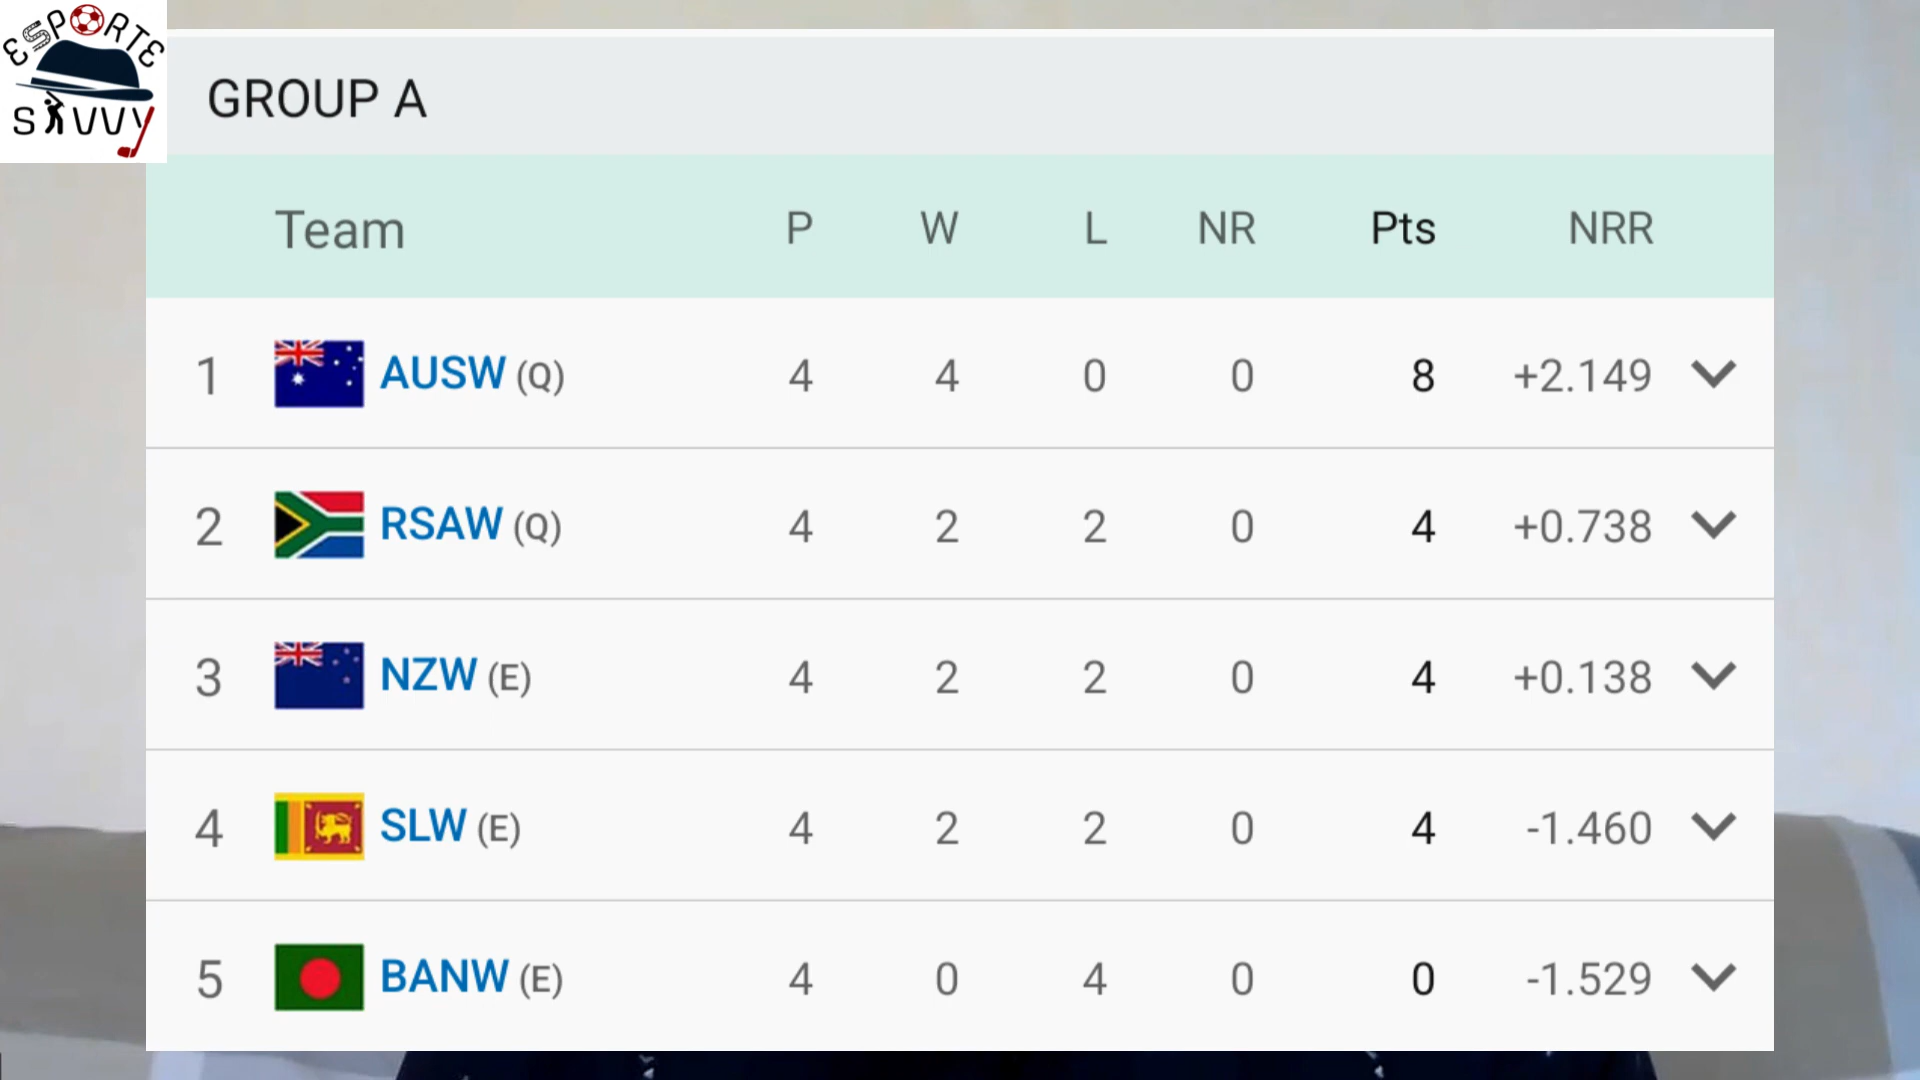 ESPORTE
SAVVY
GROUP A
Team P W L NR Pts NRR
1 AUSW (Q) 4 4 0 0 8 +2.149
2 RSAW (Q) 4 2 2 0 4 +0.738
3 NZW (E) 4 2 2 0 4 +0.138
4 SLW (E) 4 2 2 0 4 -1.460
5 BANW (E) 4 0 4 0 0 -1.529